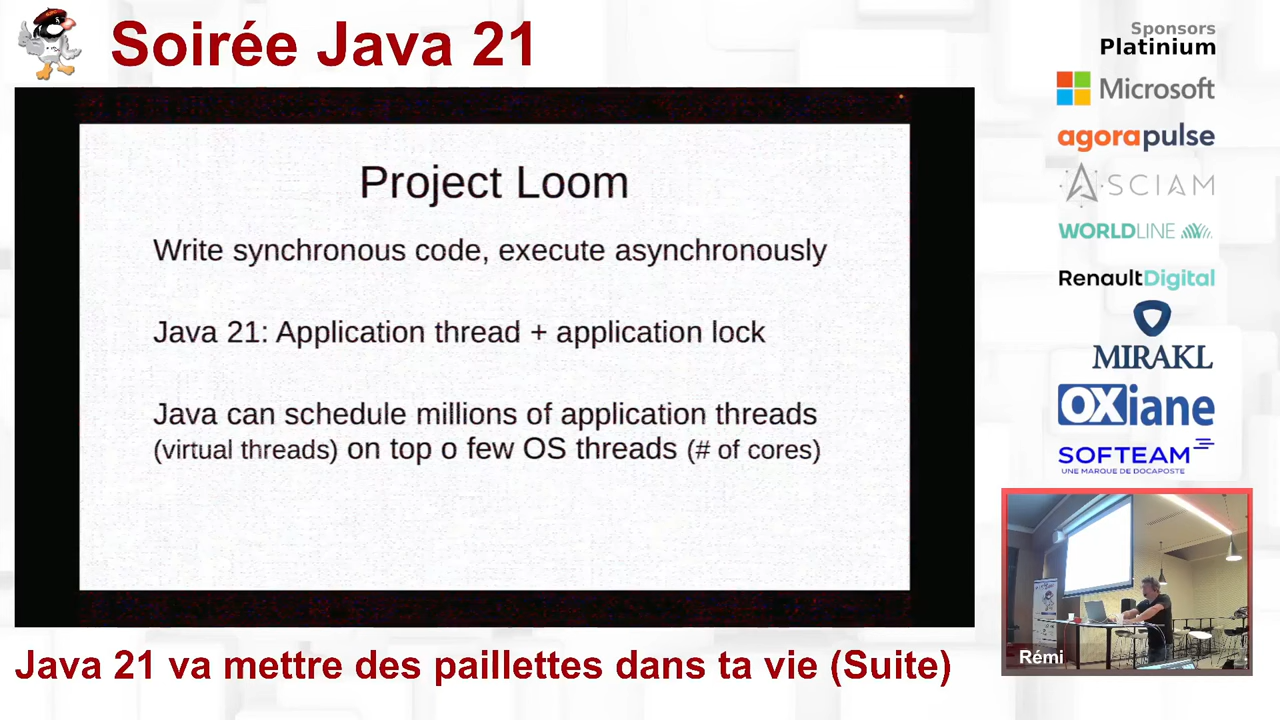 Soirée Java 21
Project Loom
Write synchronous code, execute asynchronously
Java 21: Application thread + application lock
Java can schedule millions of application threads
(virtual threads) on top o few OS threads (# of cores)
Java 21 va mettre des paillettes dans ta vie (Suite)
Sponsors
Platinium
Microsoft
agorapulse
ASCIAM
WORLDLINE
RenaultDigital
MIRAKL
OXiane
SOFTEAM
UNE MARQUE DE DOCAPOSTE
Rémi